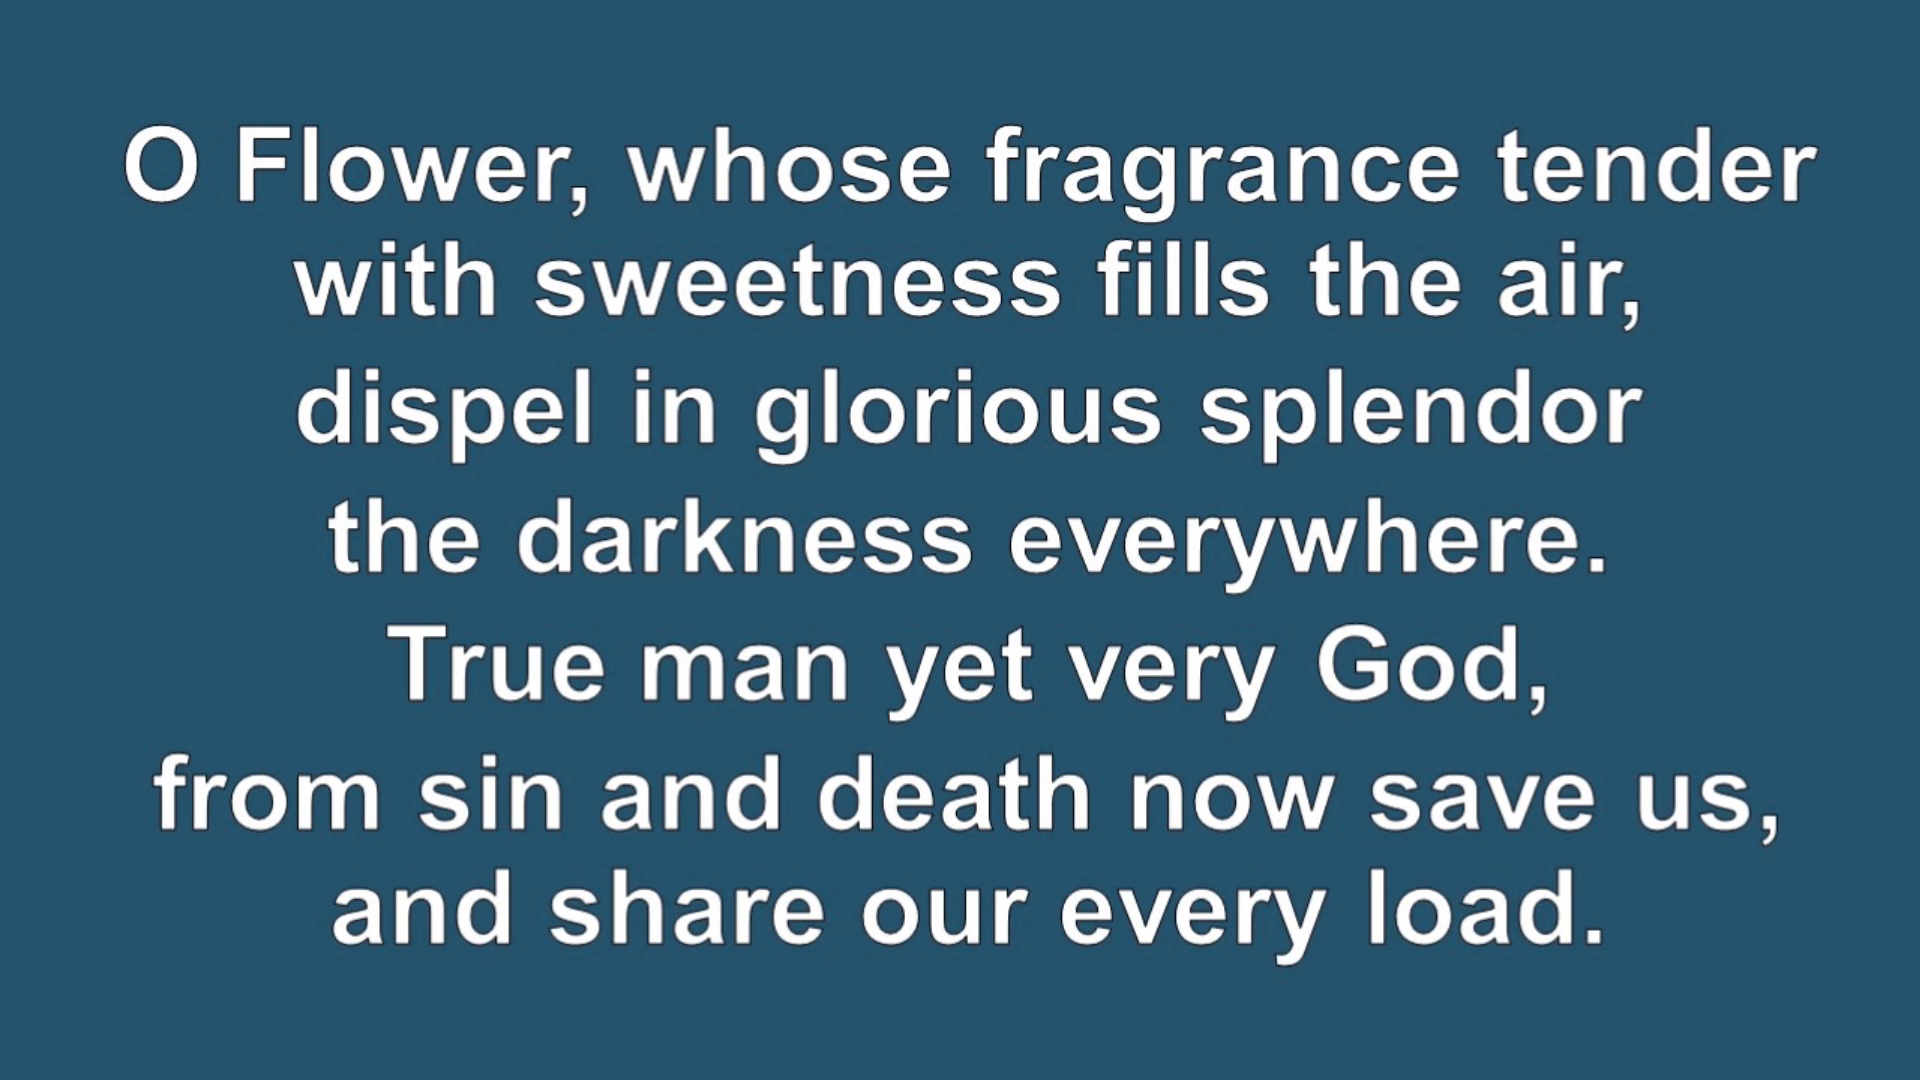 O Flower, whose fragrance tender
with sweetness fills the air,
dispel in glorious splendor
the darkness everywhere.
True man yet very God,
from sin and death now save us,
and share our every load.